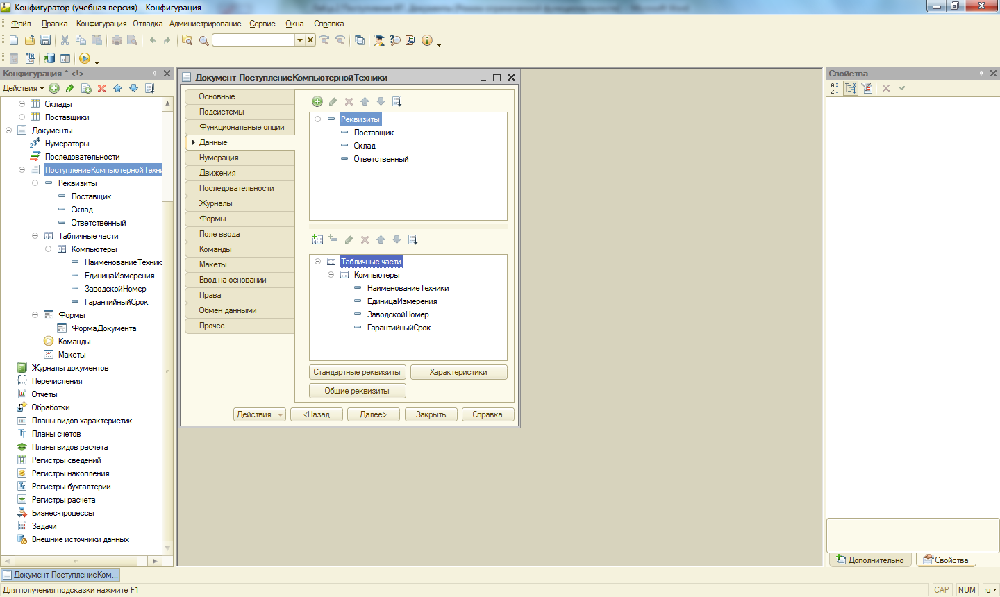 Конфигуратор (учебная версия) - Конфигурация
Файл Правка Конфигурация Отладка Администрирование Сервис Окна Справка
Конфигурация * <!>
Действия
Склады
Поставщики
Документы
Нумераторы
Последовательности
ПоступлениеКомпьютернойТехни
Реквизиты
Поставщик
Склад
Ответственный
Табличные части
Компьютеры
НаименованиеТехник
ЕдиницаИзмерения
ЗаводскойНомер
ГарантийныйСрок
Формы
ФормаДокумента
Команды
Макеты
Журналы документов
Перечисления
Отчеты
Обработки
Планы видов характеристик
Планы счетов
Планы видов расчета
Регистры сведений
Регистры накопления
Регистры бухгалтерии
Регистры расчета
Бизнес-процессы
Задачи
Внешние источники данных
Документ ПоступлениеКомпьютернойТехники
Основные
Подсистемы
Функциональные опции
Данные
Нумерация
Движения
Последовательности
Журналы
Формы
Поле ввода
Команды
Макеты
Ввод на основании
Права
Обмен данными
Прочее
Реквизиты
Поставщик
Склад
Ответственный
Табличные части
Компьютеры
НаименованиеТехники
ЕдиницаИзмерения
ЗаводскойНомер
ГарантийныйСрок
Стандартные реквизиты Характеристики
Общие реквизиты
Действия <Назад Далее> Закрыть Справка
Свойства
Дополнительно Свойства
Документ ПоступлениеКом...
Для получения подсказки нажмите F1
CAP NUM ru